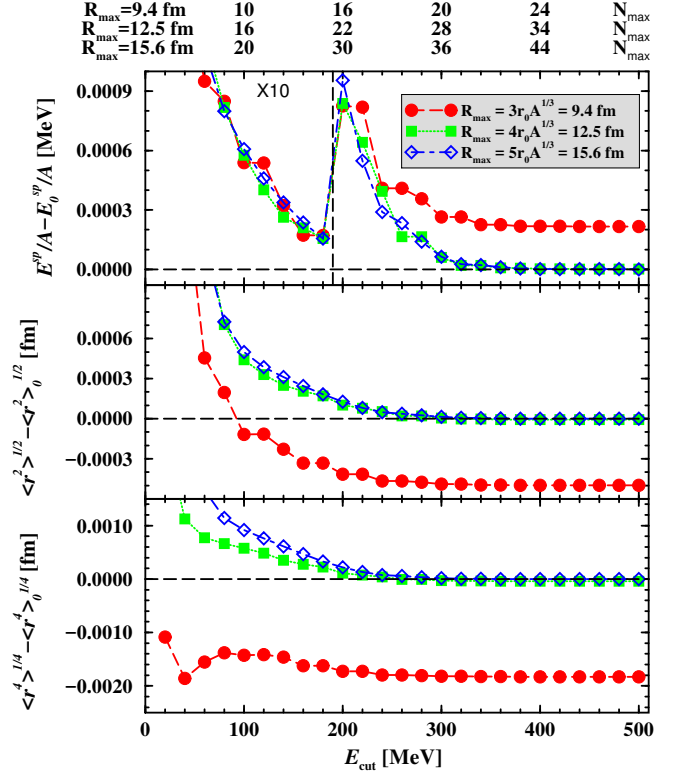 R_max=9.4 fm 10 16 20 24 N_max
R_max=12.5 fm 16 22 28 34 N_max
R_max=15.6 fm 20 30 36 44 N_max
X10
R_max = 3r_0A^{1/3} = 9.4 fm
R_max = 4r_0A^{1/3} = 12.5 fm
R_max = 5r_0A^{1/3} = 15.6 fm
E^{sp}/A−E_0^{sp}/A [MeV]
0.0009
0.0006
0.0003
0.0000
<r^2>^{1/2}−<r^2>_0^{1/2} [fm]
0.0006
0.0003
0.0000
−0.0003
<r^4>^{1/4}−<r^4>_0^{1/4} [fm]
0.0010
0.0000
−0.0010
−0.0020
0 100 200 300 400 500
E_cut [MeV]